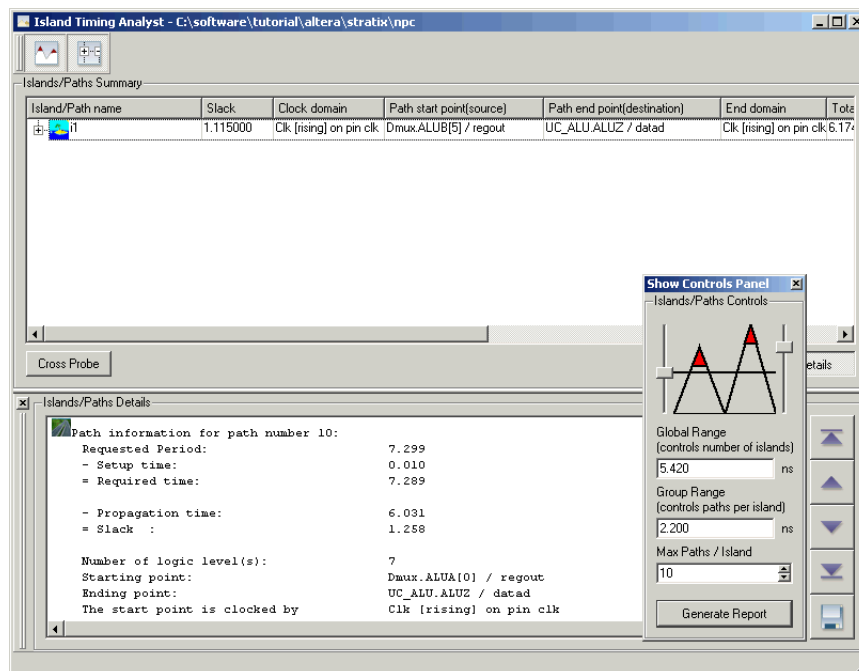 Island Timing Analyst - C:\software\tutorial\altera\stratix\npc
Islands/Paths Summary
Island/Path name Slack Clock domain Path start point(source) Path end point(destination) End domain Tota
i1 1.115000 Clk [rising] on pin clk Dmux.ALUB[5] / regout UC_ALU.ALUZ / datad Clk [rising] on pin clk 6.174
Cross Probe
etails
Show Controls Panel
Islands/Paths Controls
Global Range
(controls number of islands)
5.420 ns
Group Range
(controls paths per island)
2.200 ns
Max Paths / Island
10
Generate Report
Islands/Paths Details
Path information for path number 10:
Requested Period: 7.299
- Setup time: 0.010
= Required time: 7.289
- Propagation time: 6.031
= Slack : 1.258
Number of logic level(s): 7
Starting point: Dmux.ALUA[0] / regout
Ending point: UC_ALU.ALUZ / datad
The start point is clocked by Clk [rising] on pin clk